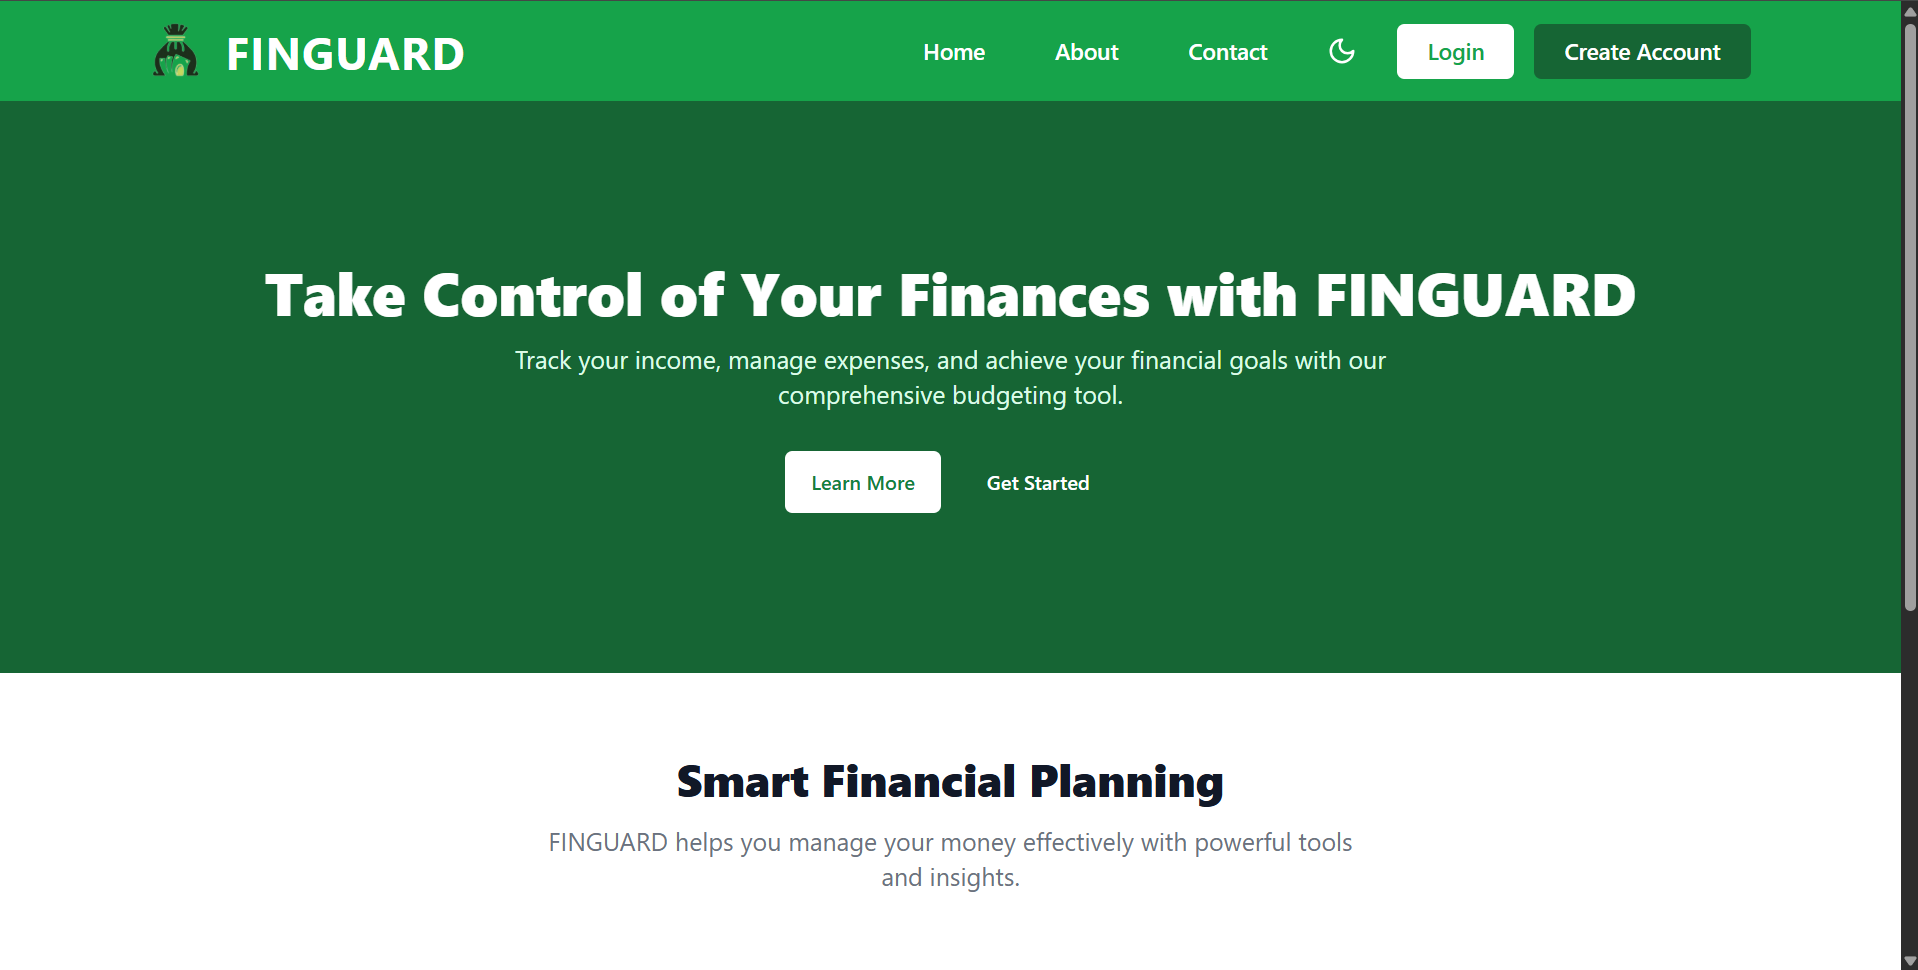 FINGUARD
Home
About
Contact
Login
Create Account
Take Control of Your Finances with FINGUARD
Track your income, manage expenses, and achieve your financial goals with our
comprehensive budgeting tool.
Learn More
Get Started
Smart Financial Planning
FINGUARD helps you manage your money effectively with powerful tools
and insights.